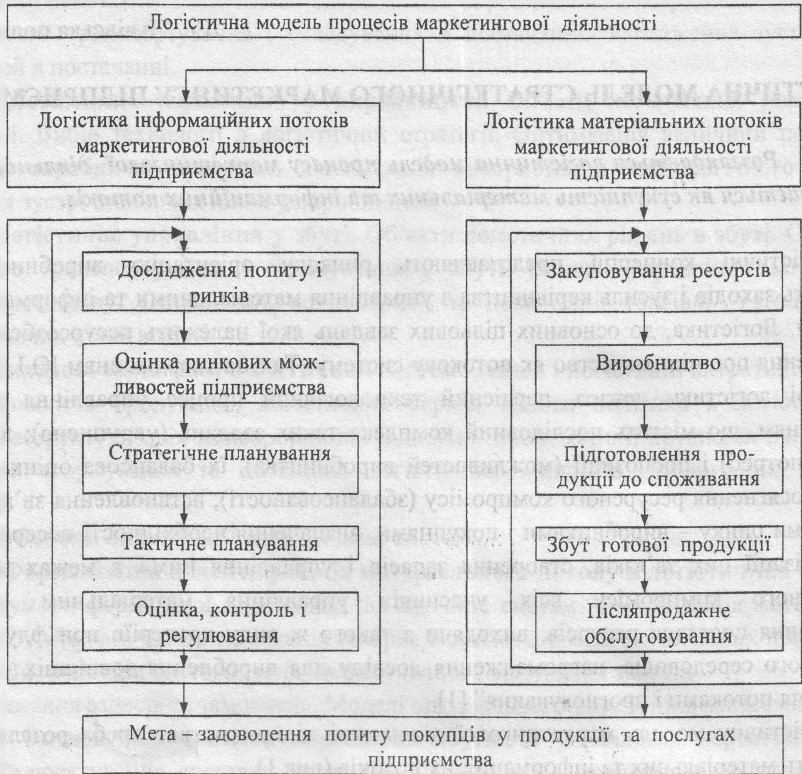 Логістична модель процесів маркетингової діяльності
Логістика інформаційних потоків
маркетингової діяльності
підприємства
Логістика матеріальних потоків
маркетингової діяльності
підприємства
Дослідження попиту і
ринків
Оцінка ринкових мож-
ливостей підприємства
Стратегічне планування
Тактичне планування
Оцінка, контроль і
регулювання
Закуповування ресурсів
Виробництво
Підготовлення про-
дукції до споживання
Збут готової продукції
Післяпродажне
обслуговування
Мета – задоволення попиту покупців у продукції та послугах
підприємства